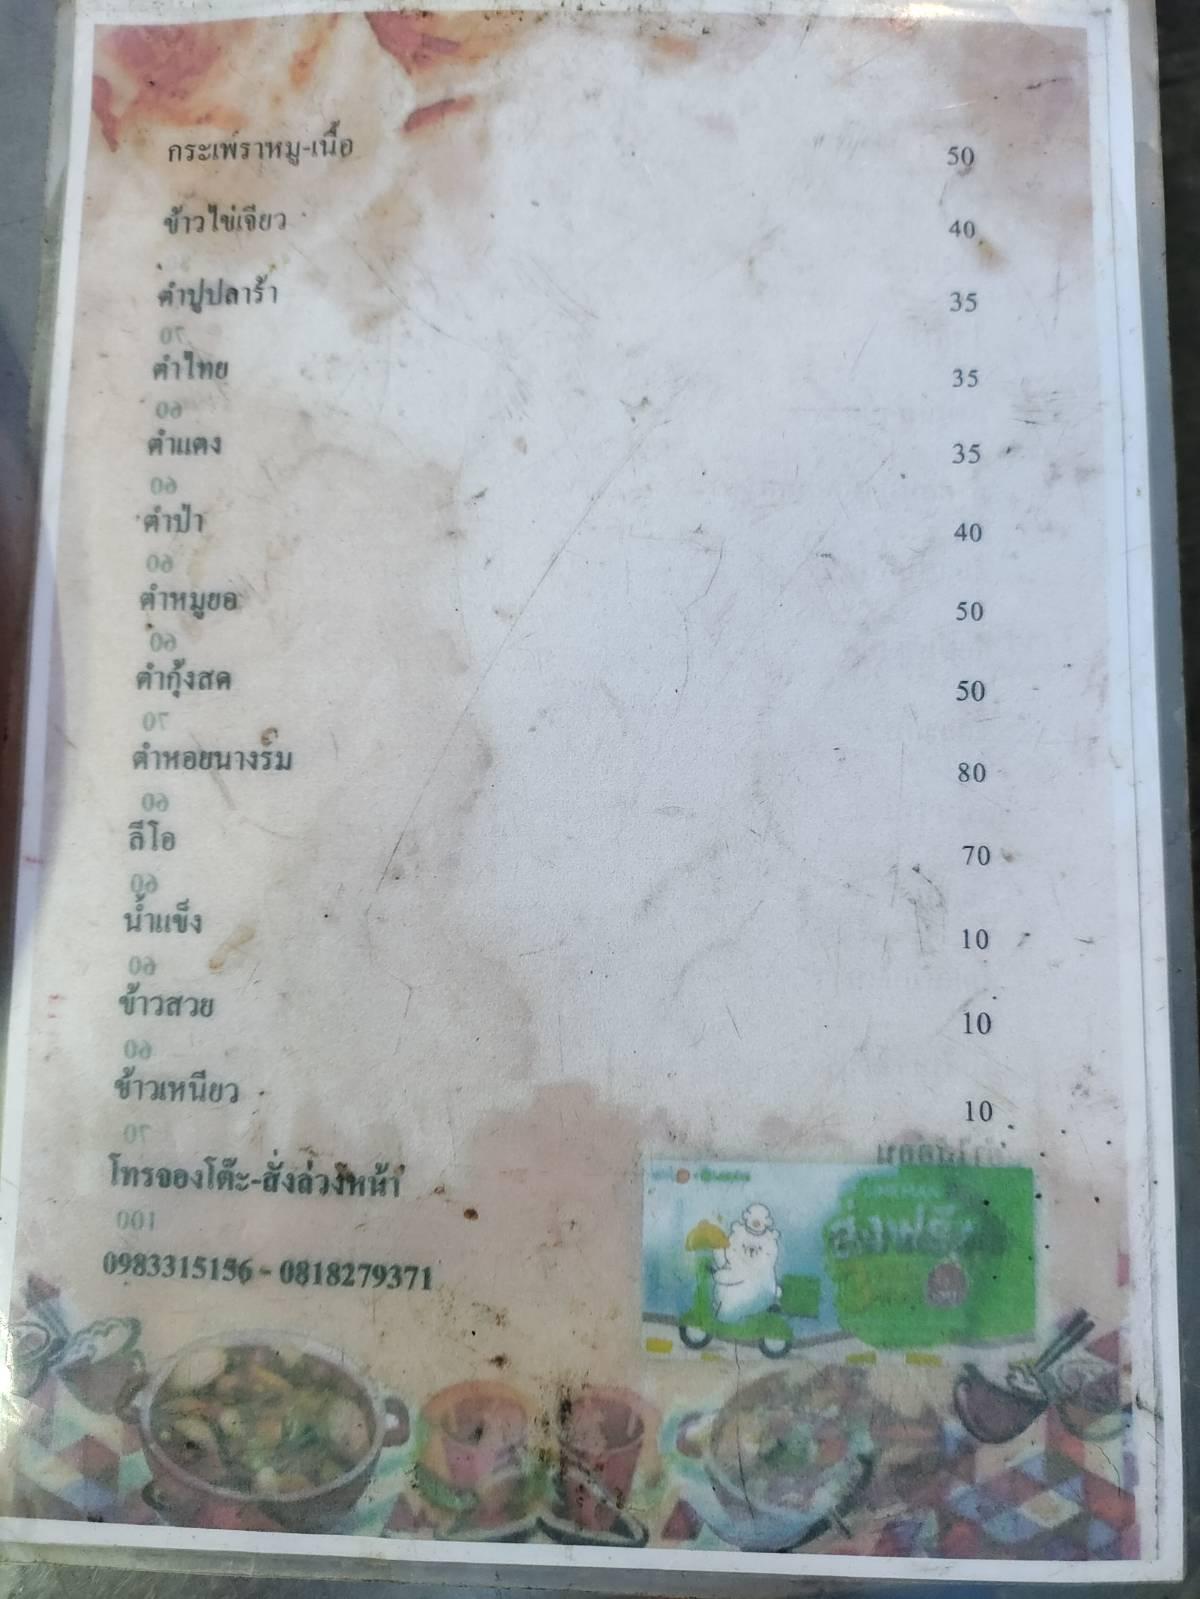 กระเพราหมู-เนื้อ 50
ข้าวไข่เจียว 40
ตำปูปลาร้า 35
ตำไทย 35
ตำแตง 35
ตำป่า 40
ตำหมูยอ 50
ตำกุ้งสด 50
ตำหอยนางรม 80
ลีโอ 70
น้ำแข็ง 10
ข้าวสวย 10
ข้าวเหนียว 10
โทรจองโต๊ะ-สั่งล่วงหน้า
0983315156 - 0818279371
LINEMAN
ส่งฟรี